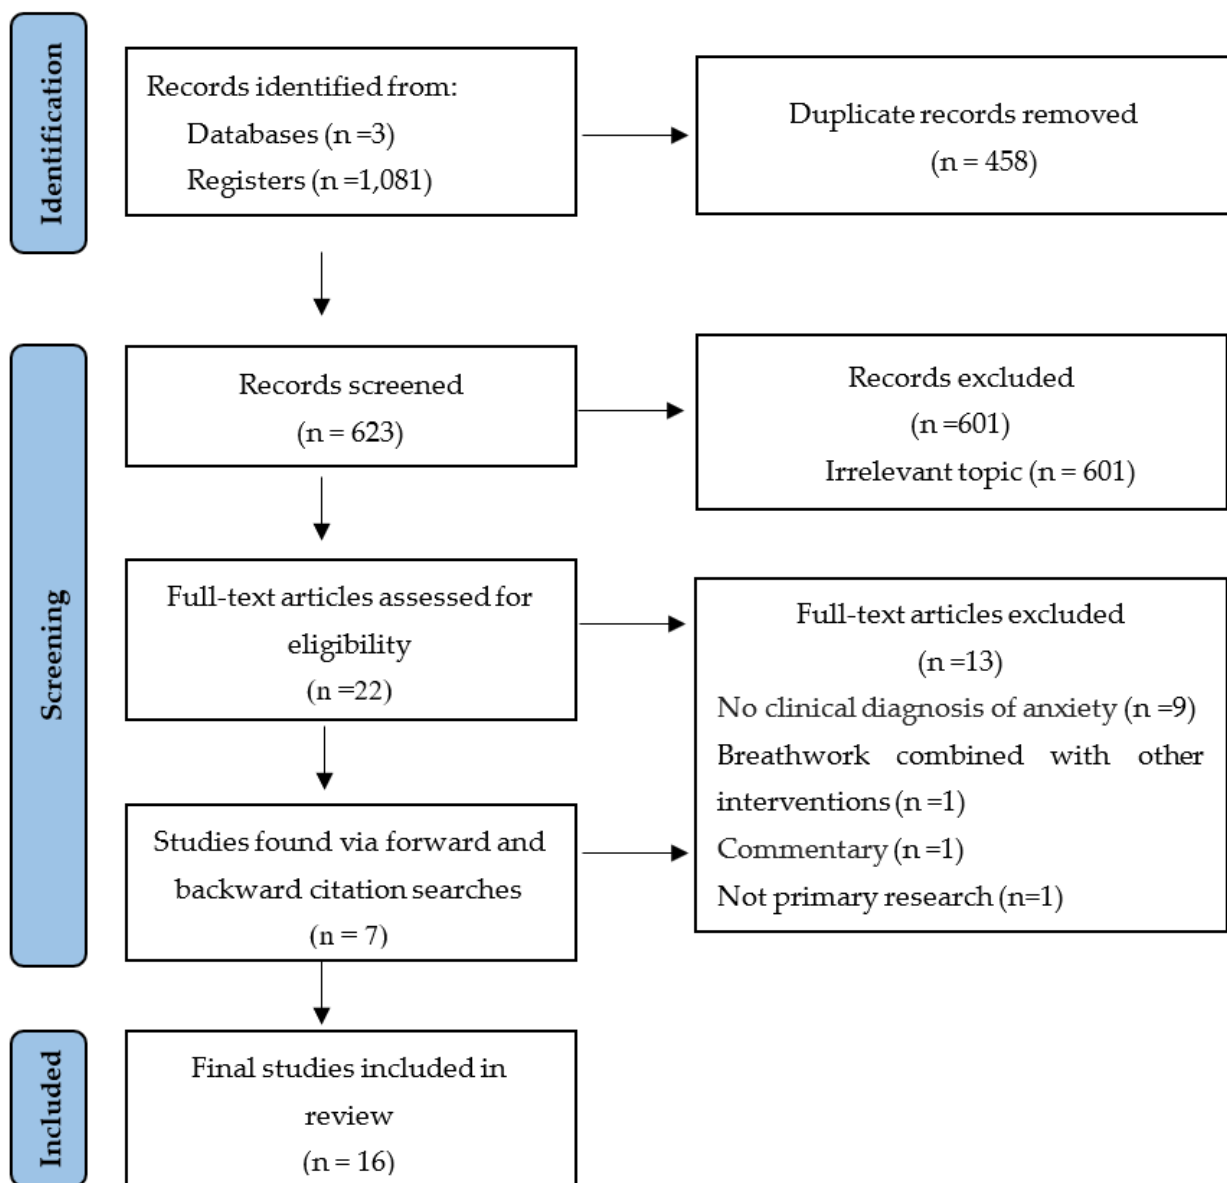 Identification
Records identified from:
Databases (n =3)
Registers (n =1,081)
Duplicate records removed
(n = 458)
Screening
Records screened
(n = 623)
Records excluded
(n =601)
Irrelevant topic (n = 601)
Full-text articles assessed for
eligibility
(n =22)
Full-text articles excluded
(n =13)
No clinical diagnosis of anxiety (n =9)
Breathwork combined with other
interventions (n =1)
Commentary (n =1)
Not primary research (n=1)
Studies found via forward and
backward citation searches
(n = 7)
Included
Final studies included in
review
(n = 16)